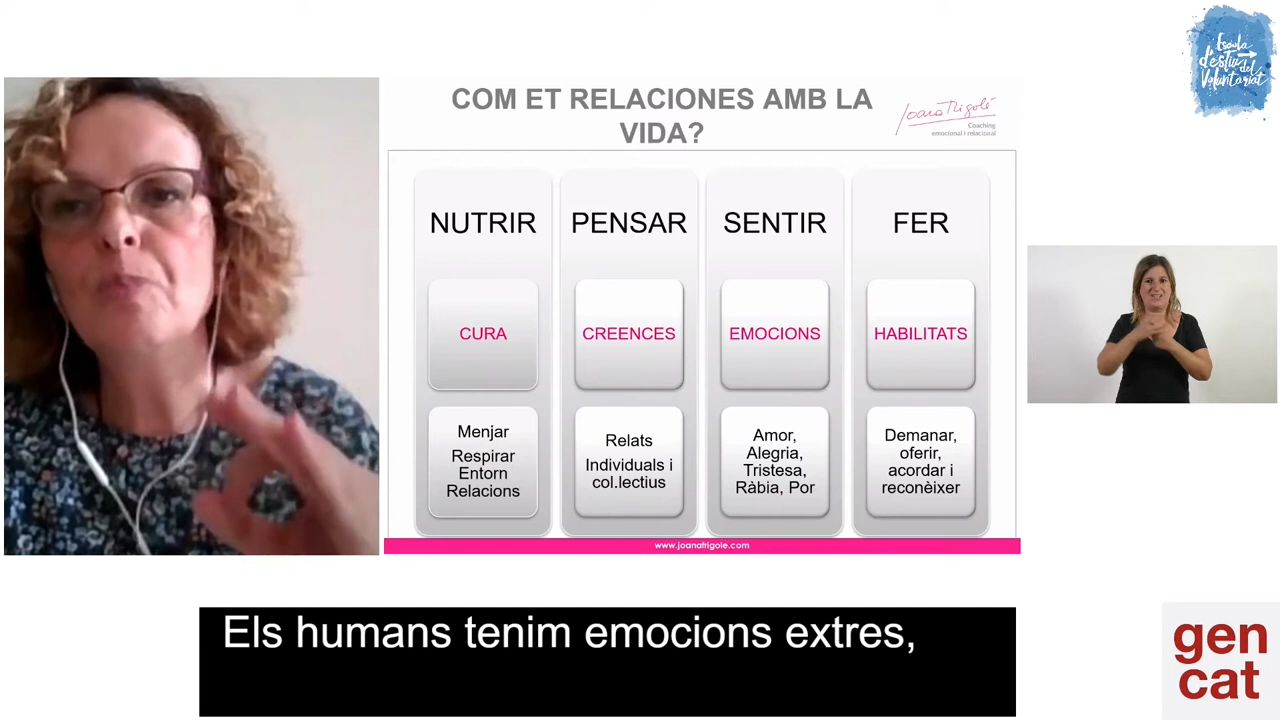 Escola
d'estiu
del
Voluntariat
COM ET RELACIONES AMB LA
VIDA?
Joana Frigolé
Coaching
emocional i relacional
NUTRIR
PENSAR
SENTIR
FER
CURA
CREENCES
EMOCIONS
HABILITATS
Menjar
Respirar
Entorn
Relacions
Relats
Individuals i
col.lectius
Amor,
Alegria,
Tristesa,
Ràbia, Por
Demanar,
oferir,
acordar i
reconèixer
www.joanafrigole.com
Els humans tenim emocions extres,
gen
cat